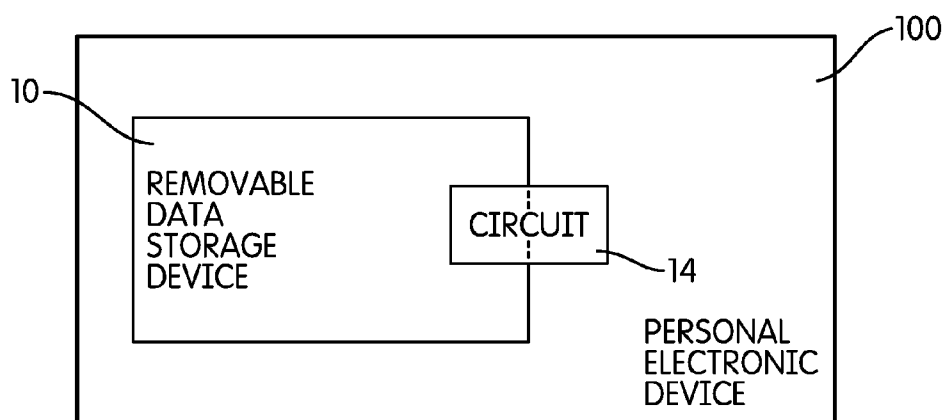 100
10
REMOVABLE
DATA
STORAGE
DEVICE
CIRCUIT
14
PERSONAL
ELECTRONIC
DEVICE